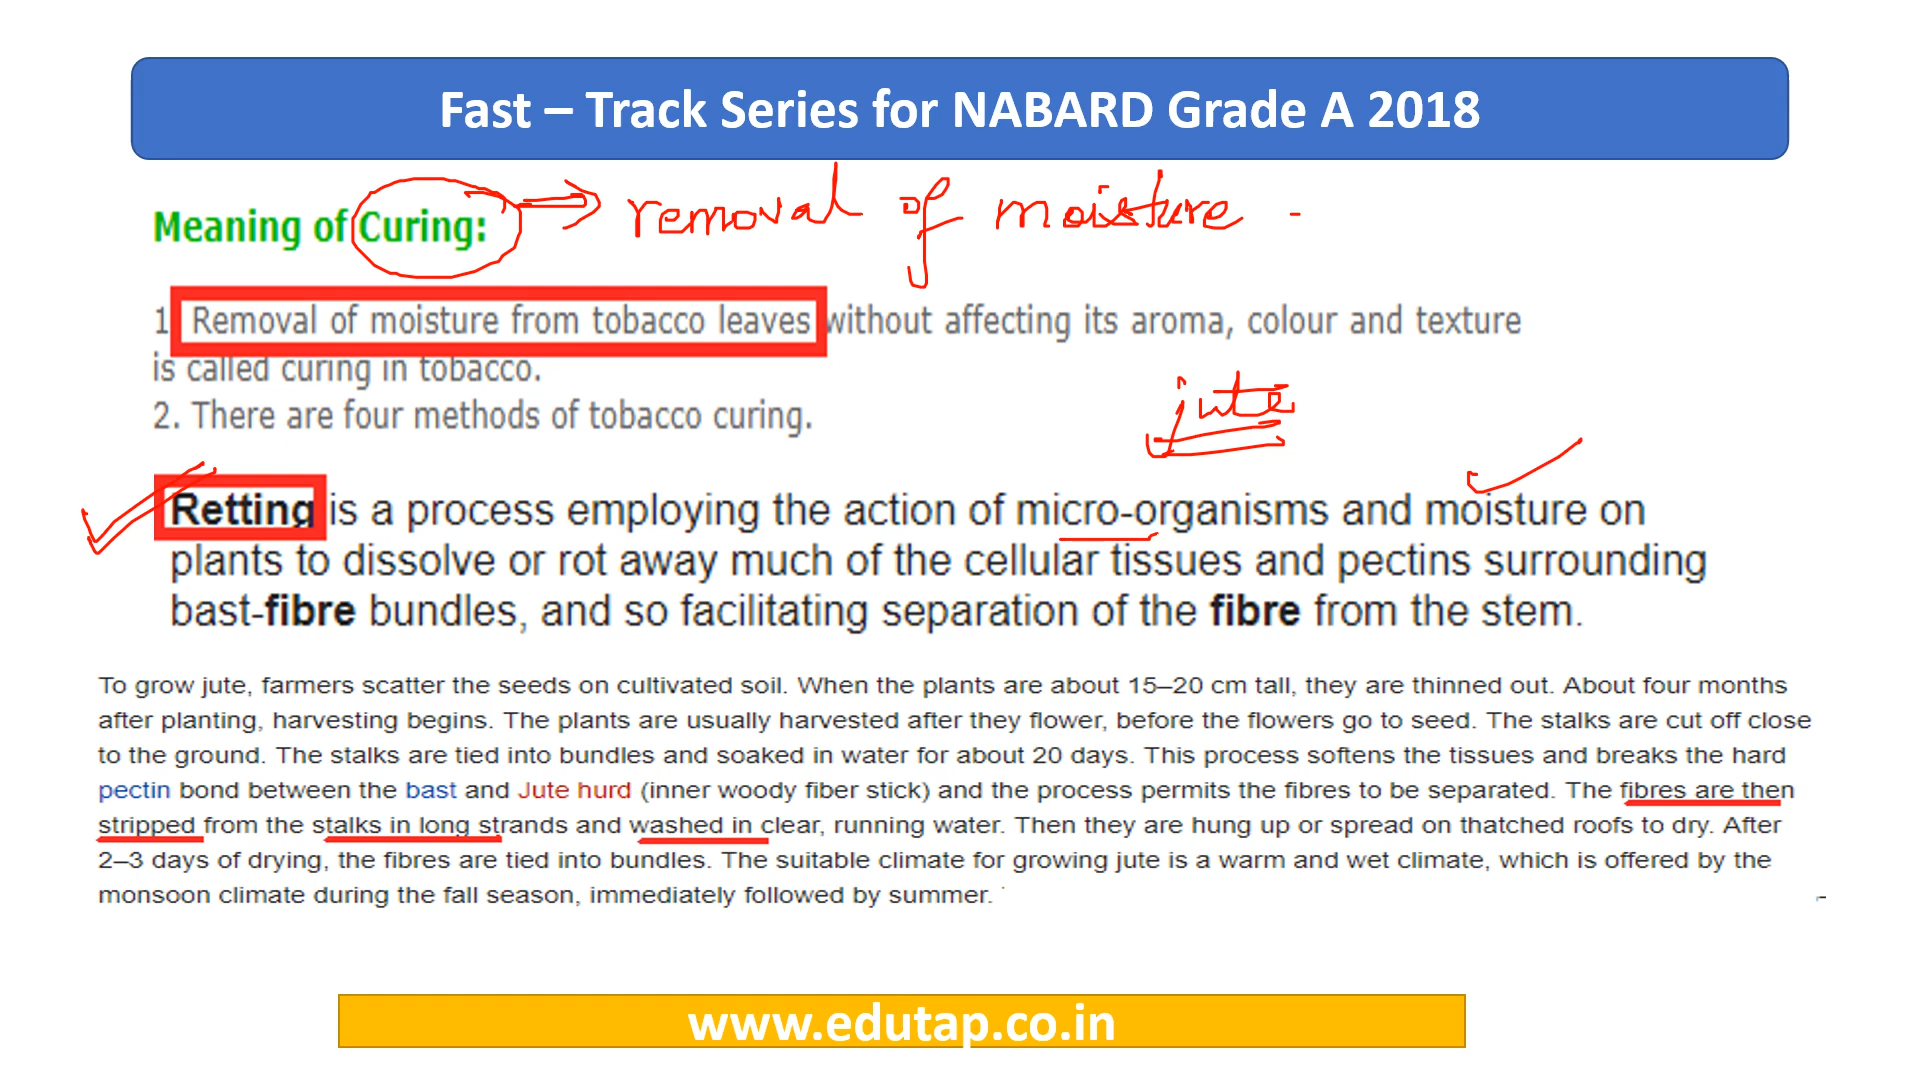 Fast – Track Series for NABARD Grade A 2018
Meaning of Curing: removal of moisture
1 Removal of moisture from tobacco leaves without affecting its aroma, colour and texture
is called curing in tobacco.
jute
2. There are four methods of tobacco curing.
Retting is a process employing the action of micro-organisms and moisture on
plants to dissolve or rot away much of the cellular tissues and pectins surrounding
bast-fibre bundles, and so facilitating separation of the fibre from the stem.
To grow jute, farmers scatter the seeds on cultivated soil. When the plants are about 15–20 cm tall, they are thinned out. About four months
after planting, harvesting begins. The plants are usually harvested after they flower, before the flowers go to seed. The stalks are cut off close
to the ground. The stalks are tied into bundles and soaked in water for about 20 days. This process softens the tissues and breaks the hard
pectin bond between the bast and Jute hurd (inner woody fiber stick) and the process permits the fibres to be separated. The fibres are then
stripped from the stalks in long strands and washed in clear, running water. Then they are hung up or spread on thatched roofs to dry. After
2–3 days of drying, the fibres are tied into bundles. The suitable climate for growing jute is a warm and wet climate, which is offered by the
monsoon climate during the fall season, immediately followed by summer.
www.edutap.co.in